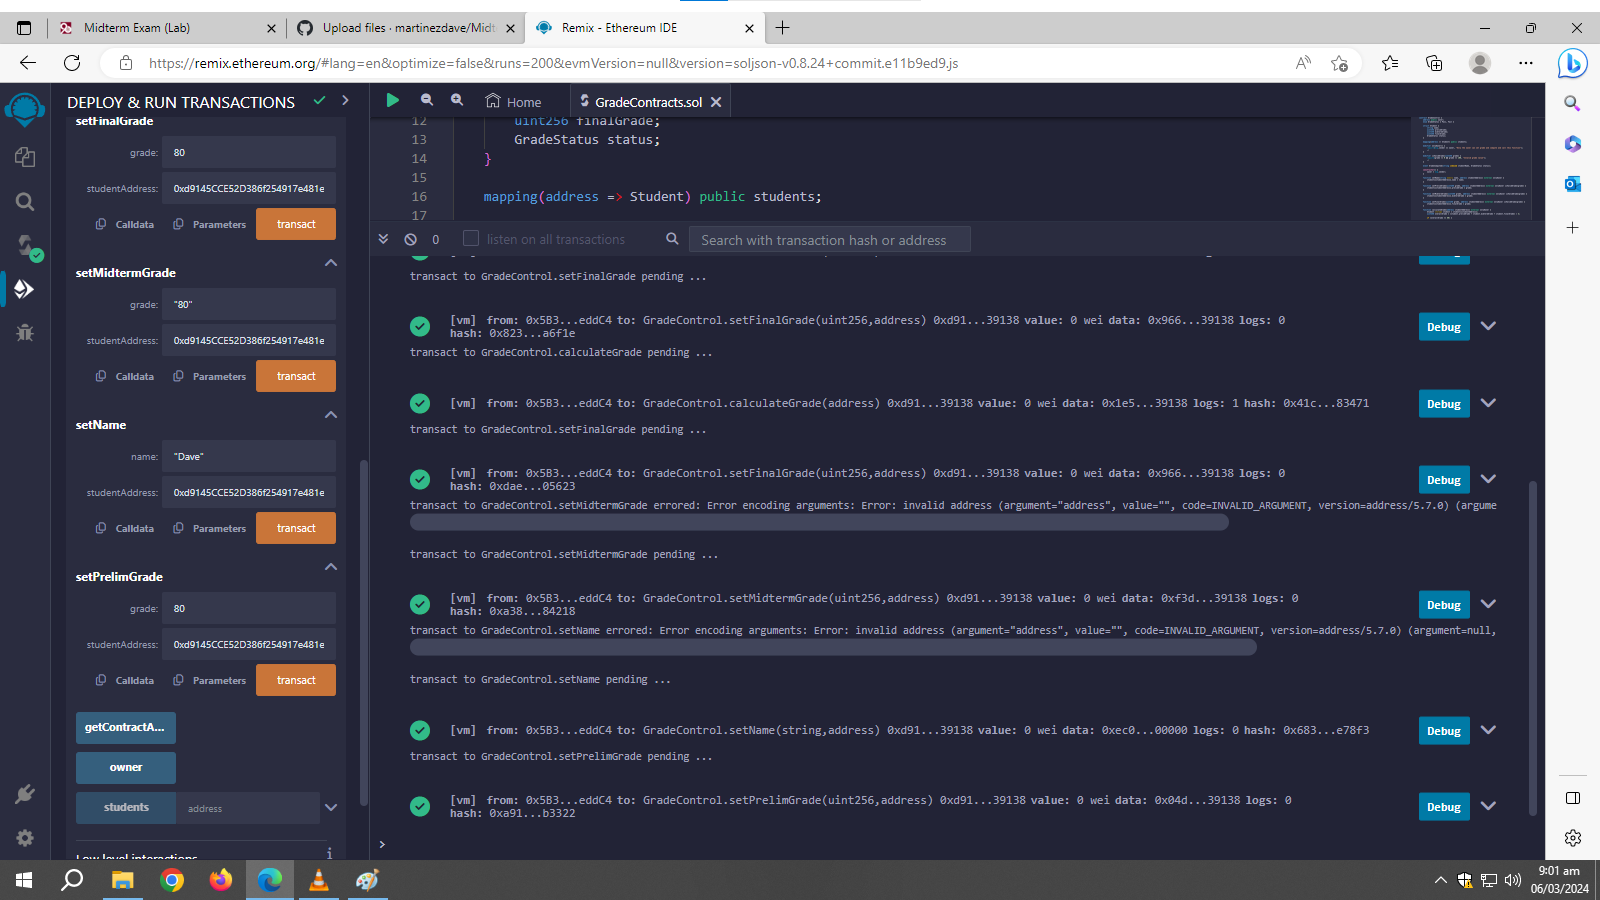 Midterm Exam (Lab)
Upload files · martinezdave/Midt
Remix - Ethereum IDE
https://remix.ethereum.org/#lang=en&optimize=false&runs=200&evmVersion=null&version=soljson-v0.8.24+commit.e11b9ed9.js
DEPLOY & RUN TRANSACTIONS
Home
GradeContracts.sol
setFinalGrade
grade:
80
studentAddress:
0xd9145CCE52D386f254917e481e
Calldata
Parameters
transact
setMidtermGrade
grade:
"80"
studentAddress:
0xd9145CCE52D386f254917e481e
Calldata
Parameters
transact
setName
name:
"Dave"
studentAddress:
0xd9145CCE52D386f254917e481e
Calldata
Parameters
transact
setPrelimGrade
grade:
80
studentAddress:
0xd9145CCE52D386f254917e481e
Calldata
Parameters
transact
getContractA...
owner
students
address
Low level interactions
i
12 uint256 finalGrade;
13 GradeStatus status;
14 }
15
16 mapping(address => Student) public students;
17
0
listen on all transactions
Search with transaction hash or address
transact to GradeControl.setFinalGrade pending ...
[vm] from: 0x5B3...eddC4 to: GradeControl.setFinalGrade(uint256,address) 0xd91...39138 value: 0 wei data: 0x966...39138 logs: 0
hash: 0x823...a6f1e
Debug
transact to GradeControl.calculateGrade pending ...
[vm] from: 0x5B3...eddC4 to: GradeControl.calculateGrade(address) 0xd91...39138 value: 0 wei data: 0x1e5...39138 logs: 1 hash: 0x41c...83471
Debug
transact to GradeControl.setFinalGrade pending ...
[vm] from: 0x5B3...eddC4 to: GradeControl.setFinalGrade(uint256,address) 0xd91...39138 value: 0 wei data: 0x966...39138 logs: 0
hash: 0xdae...05623
Debug
transact to GradeControl.setMidtermGrade errored: Error encoding arguments: Error: invalid address (argument="address", value="", code=INVALID_ARGUMENT, version=address/5.7.0) (argume
transact to GradeControl.setMidtermGrade pending ...
[vm] from: 0x5B3...eddC4 to: GradeControl.setMidtermGrade(uint256,address) 0xd91...39138 value: 0 wei data: 0xf3d...39138 logs: 0
hash: 0xa38...84218
Debug
transact to GradeControl.setName errored: Error encoding arguments: Error: invalid address (argument="address", value="", code=INVALID_ARGUMENT, version=address/5.7.0) (argument=null,
transact to GradeControl.setName pending ...
[vm] from: 0x5B3...eddC4 to: GradeControl.setName(string,address) 0xd91...39138 value: 0 wei data: 0xec0...00000 logs: 0 hash: 0x683...e78f3
Debug
transact to GradeControl.setPrelimGrade pending ...
[vm] from: 0x5B3...eddC4 to: GradeControl.setPrelimGrade(uint256,address) 0xd91...39138 value: 0 wei data: 0x04d...39138 logs: 0
hash: 0xa91...b3322
Debug
>
9:01 am
06/03/2024